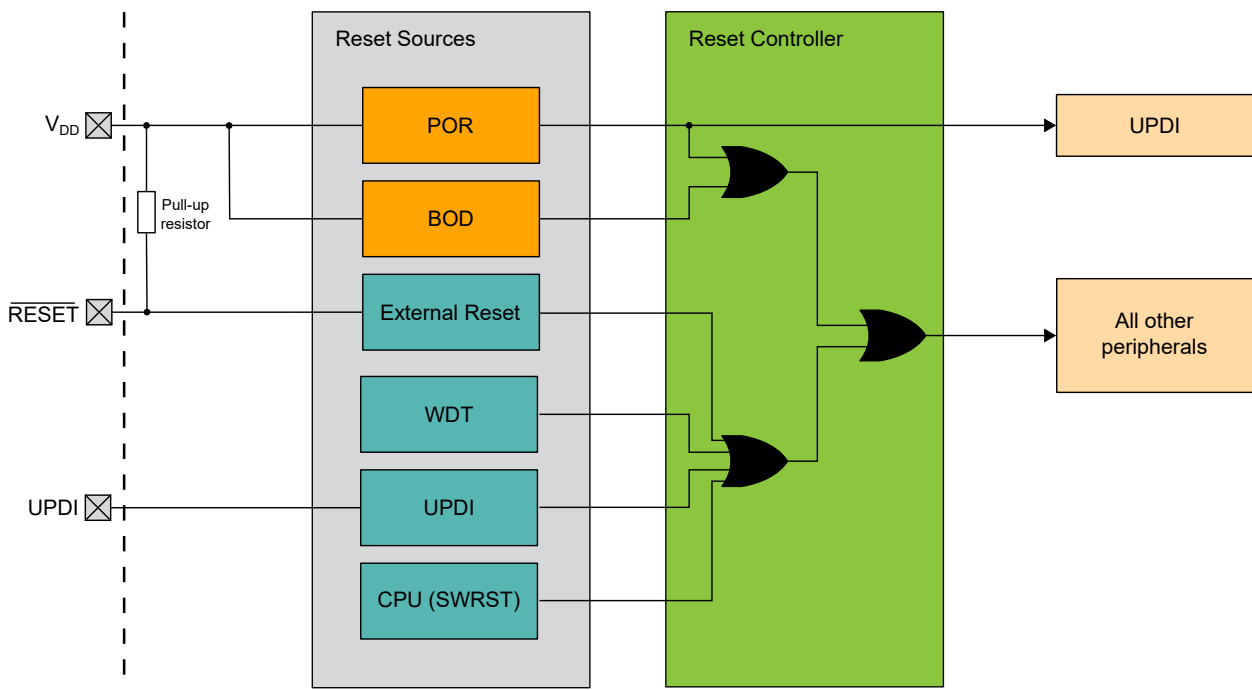 Reset Sources
Reset Controller
VDD
POR
UPDI
Pull-up
resistor
BOD
RESET
External Reset
All other
peripherals
WDT
UPDI
UPDI
CPU (SWRST)